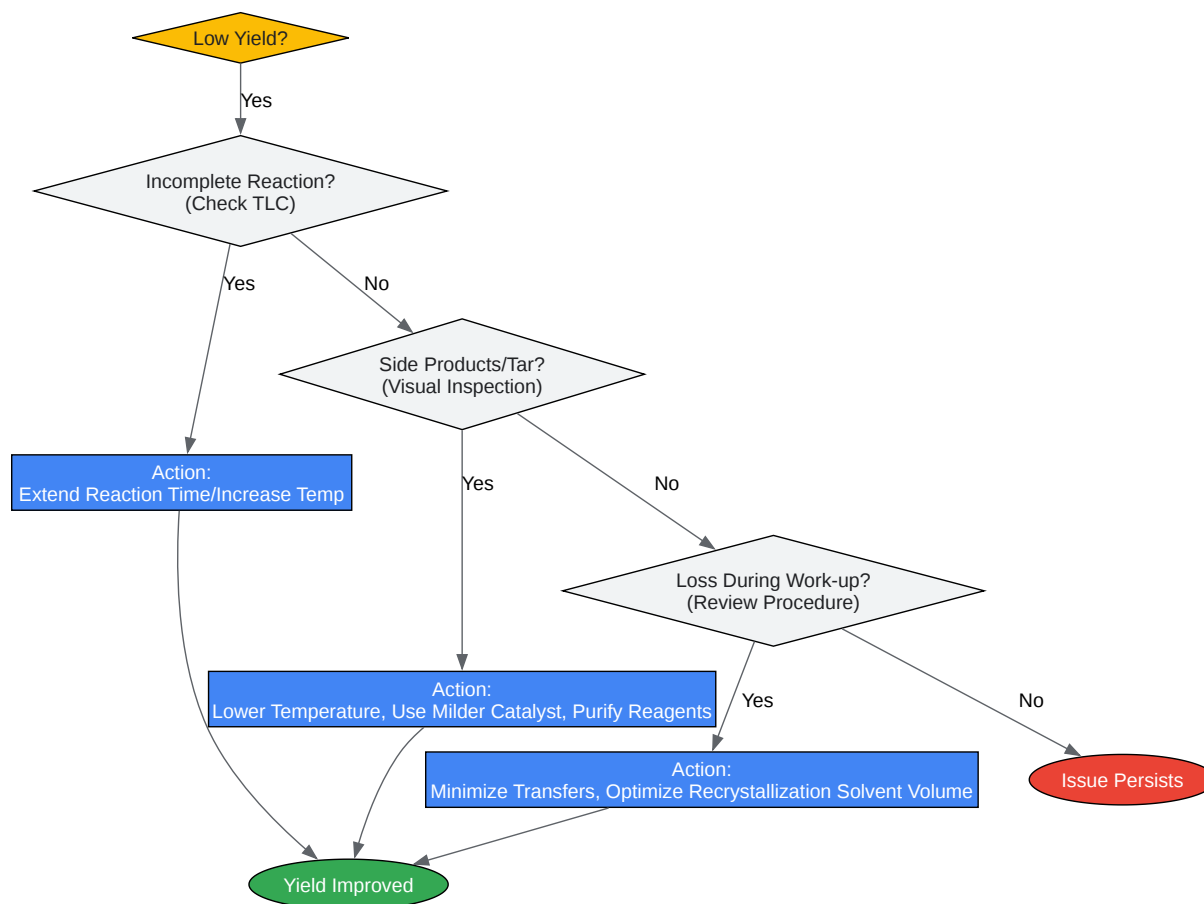 Low Yield?
Yes
Incomplete Reaction?
(Check TLC)
Yes
No
Side Products/Tar?
(Visual Inspection)
Action:
Extend Reaction Time/Increase Temp
Yes
No
Loss During Work-up?
(Review Procedure)
Action:
Lower Temperature, Use Milder Catalyst, Purify Reagents
Yes
No
Action:
Minimize Transfers, Optimize Recrystallization Solvent Volume
Issue Persists
Yield Improved